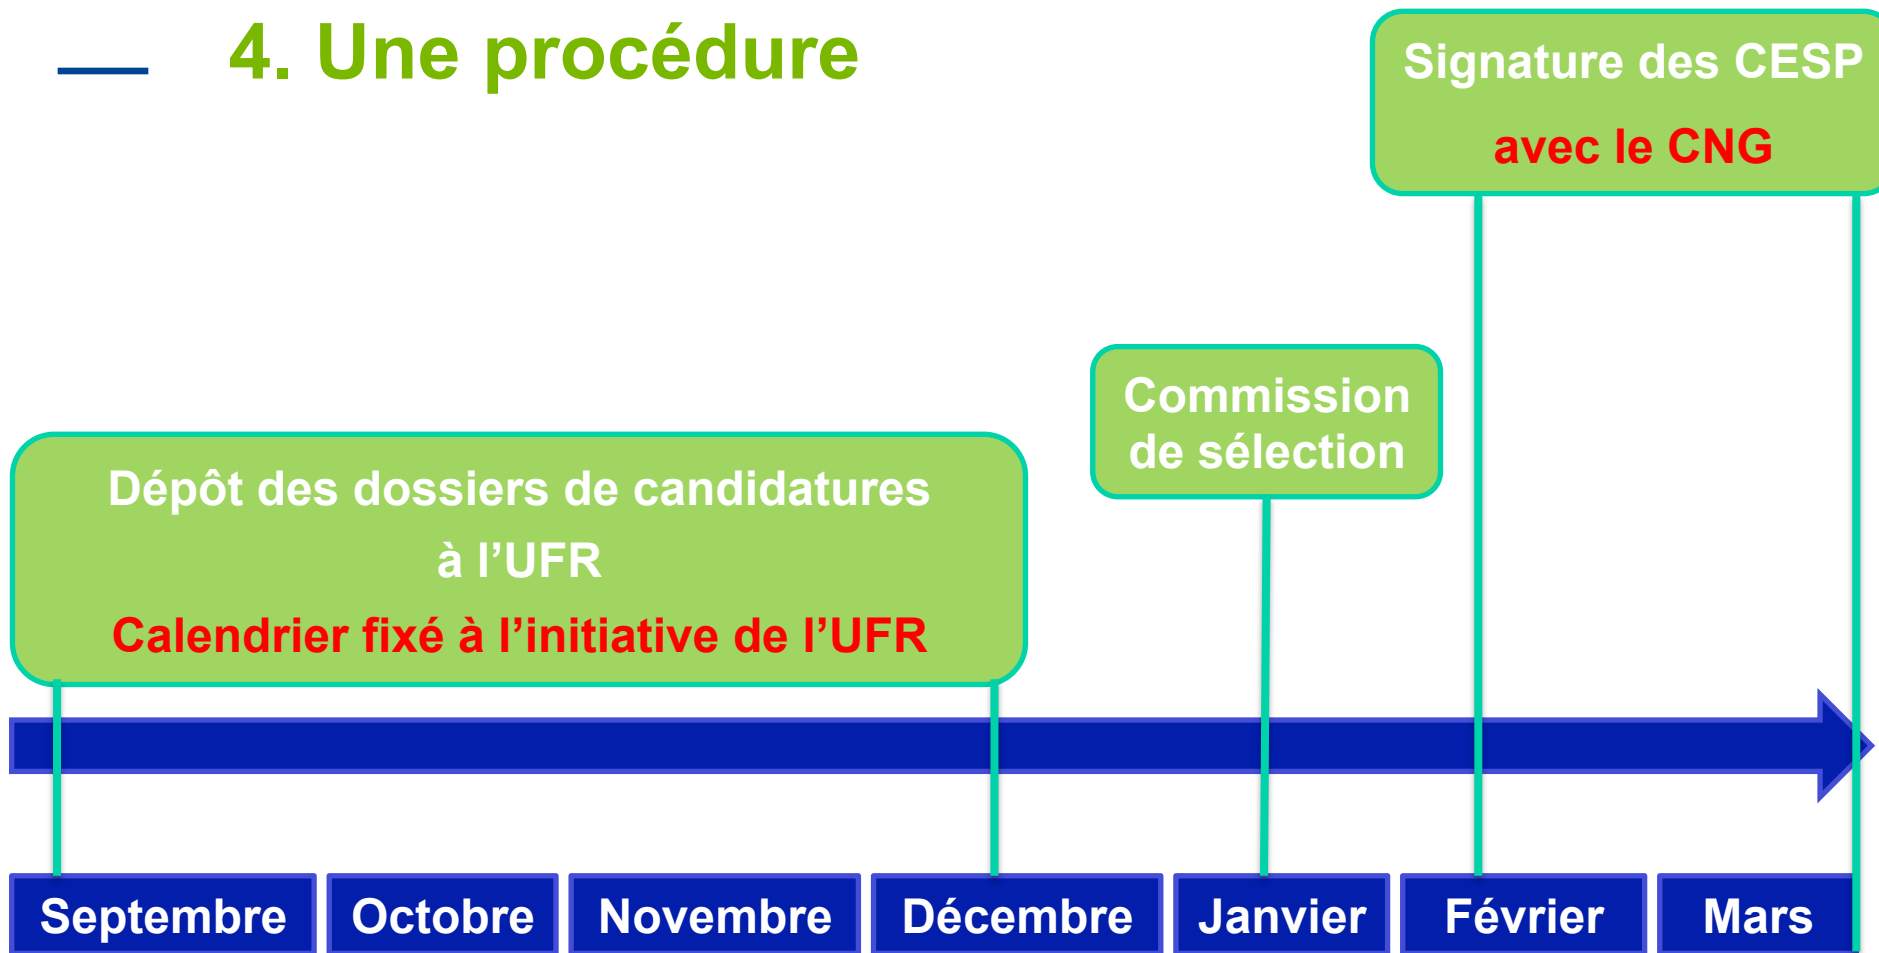 4. Une procédure
Signature des CESP
avec le CNG
Commission
de sélection
Dépôt des dossiers de candidatures
à l’UFR
Calendrier fixé à l’initiative de l’UFR
Septembre
Octobre
Novembre
Décembre
Janvier
Février
Mars